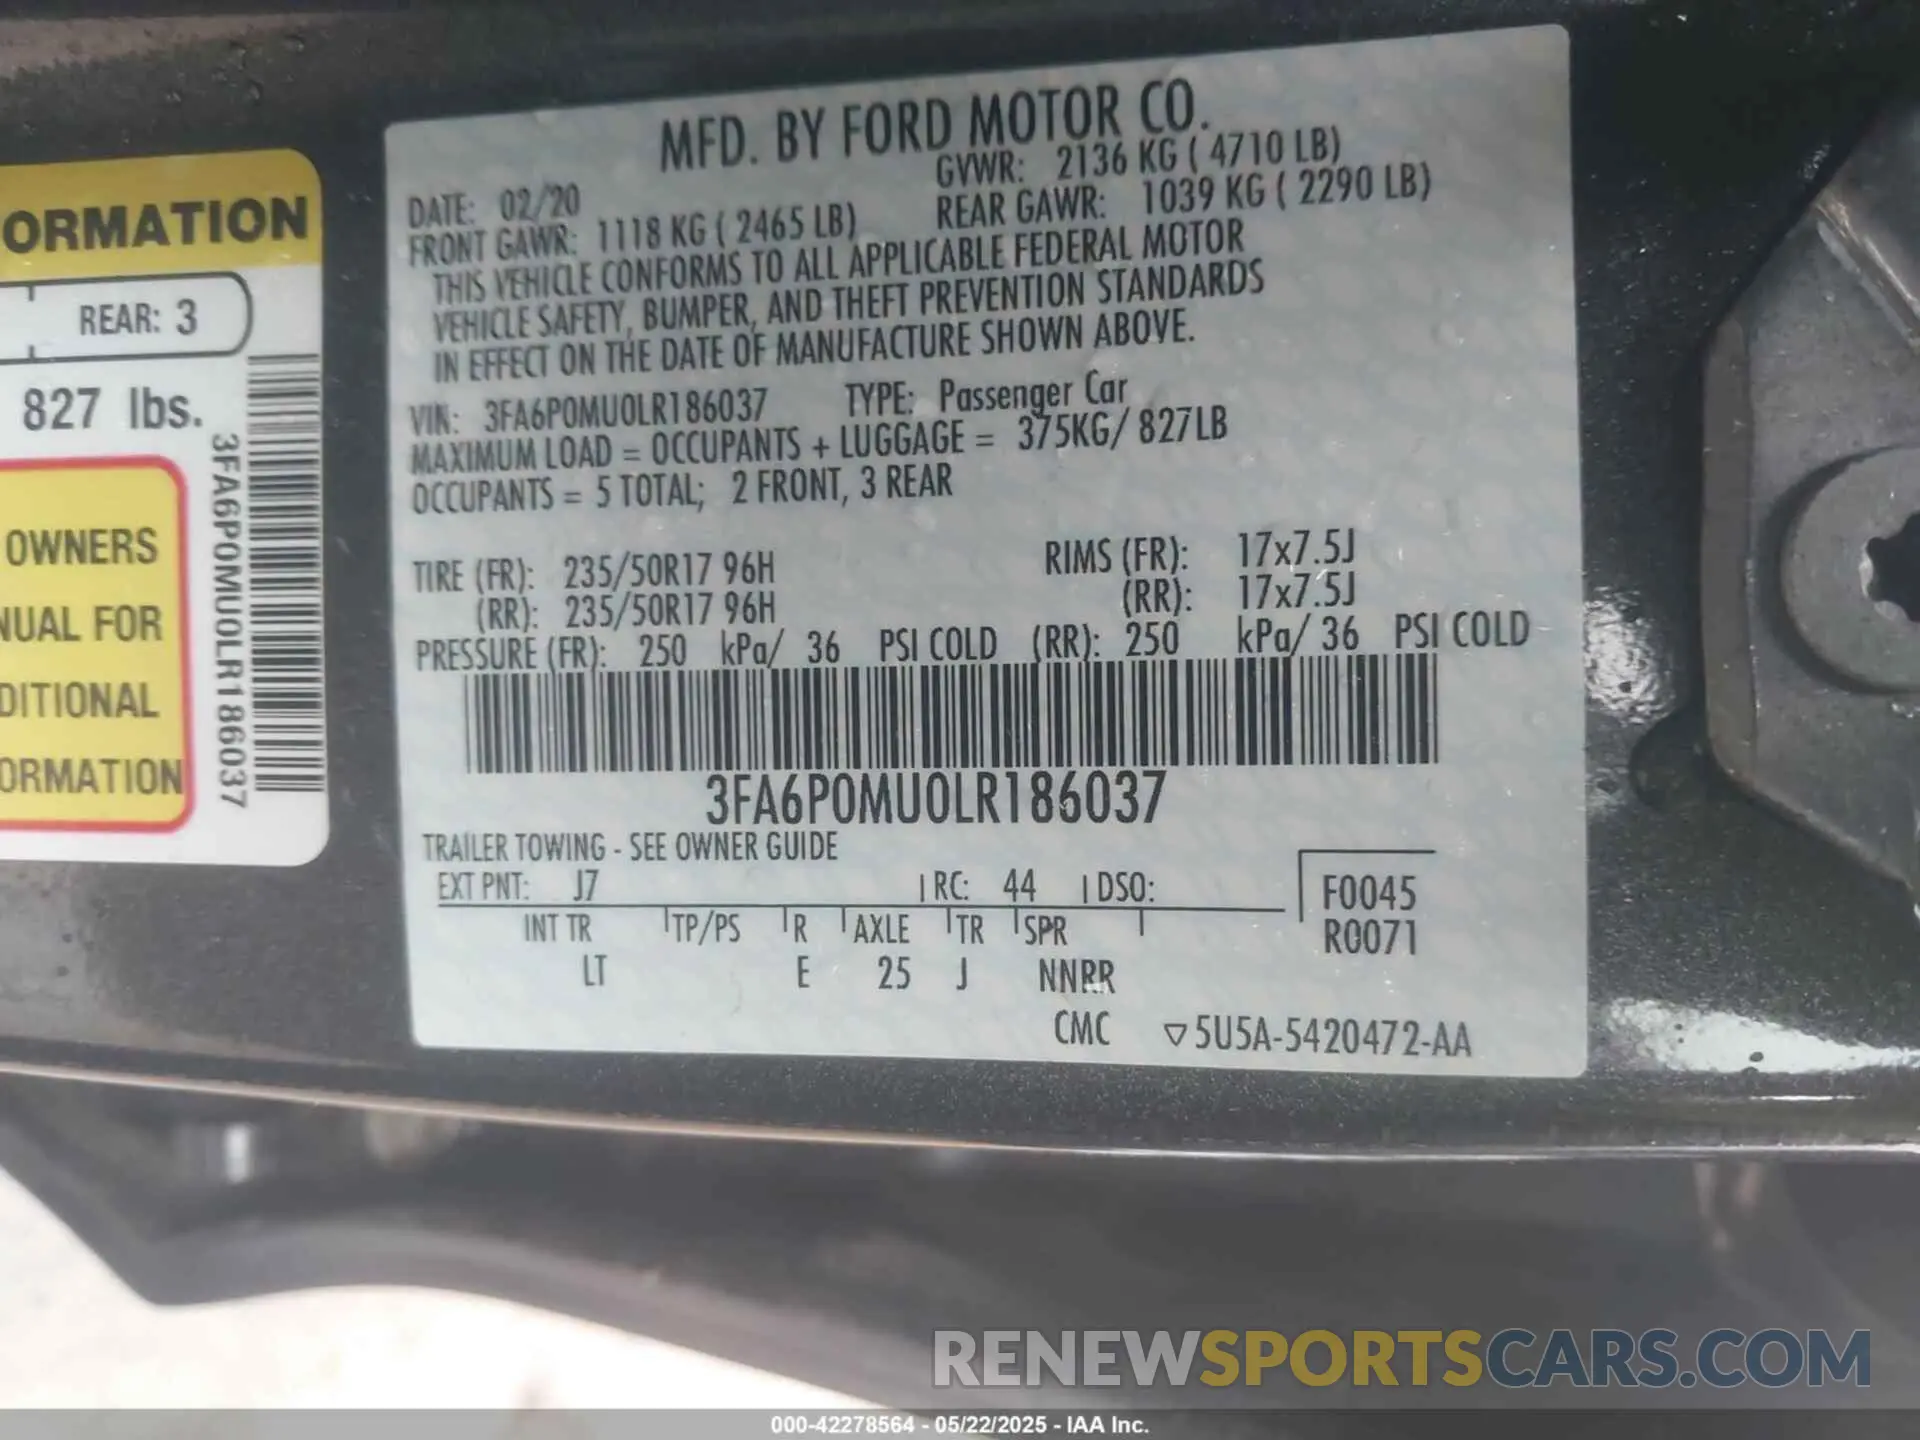 ORMATION
REAR: 3
827 lbs.
OWNERS
NUAL FOR
DITIONAL
ORMATION
3FA6P0MU0LR186037
MFD. BY FORD MOTOR CO.
DATE: 02/20 GVWR: 2136 KG ( 4710 LB)
FRONT GAWR: 1118 KG ( 2465 LB) REAR GAWR: 1039 KG ( 2290 LB)
THIS VEHICLE CONFORMS TO ALL APPLICABLE FEDERAL MOTOR
VEHICLE SAFETY, BUMPER, AND THEFT PREVENTION STANDARDS
IN EFFECT ON THE DATE OF MANUFACTURE SHOWN ABOVE.
VIN: 3FA6P0MU0LR186037 TYPE: Passenger Car
MAXIMUM LOAD = OCCUPANTS + LUGGAGE = 375KG/ 827LB
OCCUPANTS = 5 TOTAL; 2 FRONT, 3 REAR
TIRE (FR): 235/50R17 96H RIMS (FR): 17x7.5J
(RR): 235/50R17 96H (RR): 17x7.5J
PRESSURE (FR): 250 kPa/ 36 PSI COLD (RR): 250 kPa/ 36 PSI COLD
3FA6P0MU0LR186037
TRAILER TOWING - SEE OWNER GUIDE
EXT PNT: J7 RC: 44 DSO: F0045
INT TR TP/PS R AXLE TR SPR R0071
LT E 25 J NNRR
CMC ▽5U5A-5420472-AA
RENEWSPORTSCARS.COM
000-42278564 - 05/22/2025 - IAA Inc.